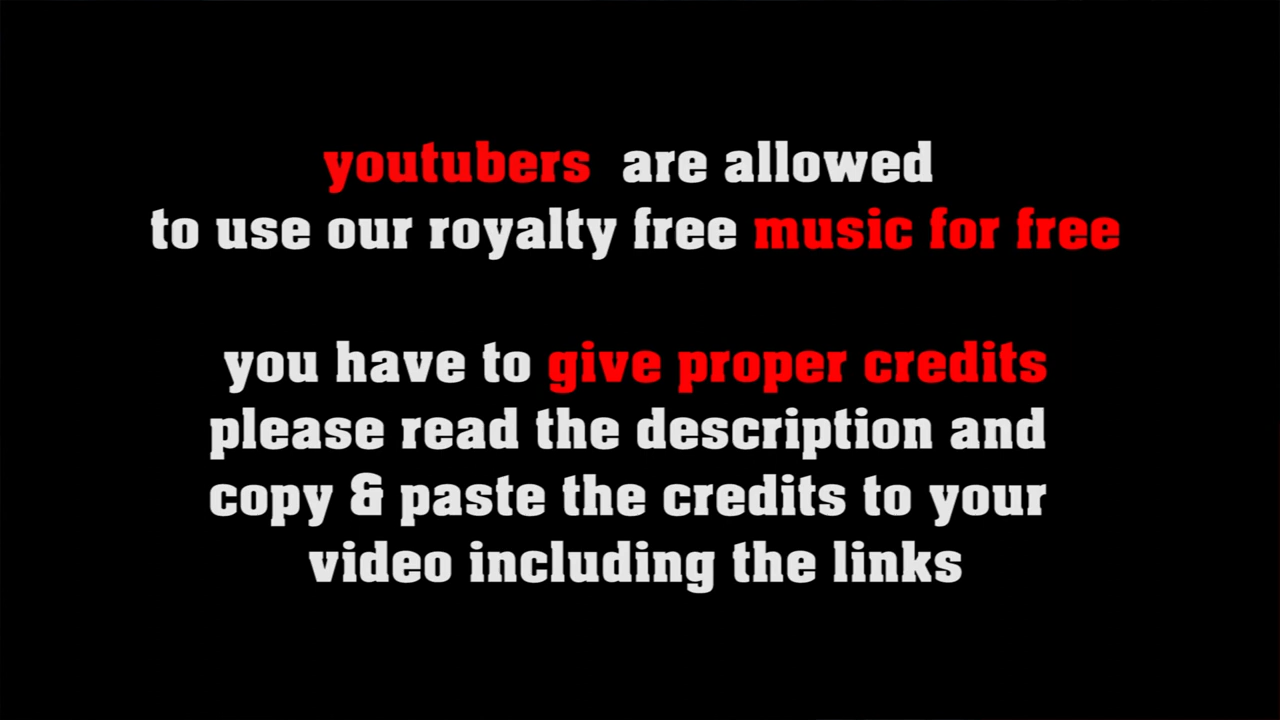 youtubers are allowed
to use our royalty free music for free
you have to give proper credits
please read the description and
copy & paste the credits to your
video including the links